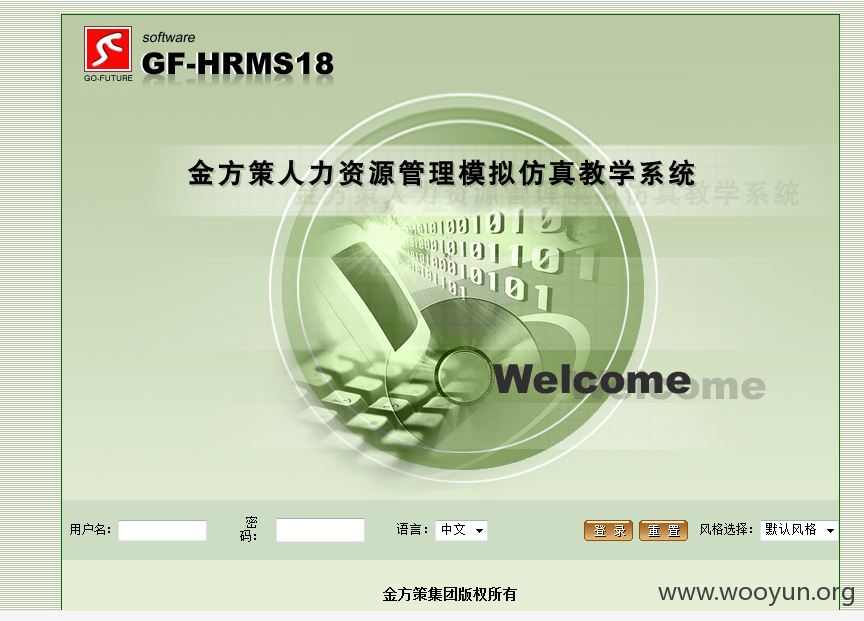 software
GF-HRMS18
GO-FUTURE
金方策人力资源管理模拟仿真教学系统
Welcome
用户名:
密
码:
语言:
中文
登 录
重 置
风格选择:
默认风格
金方策集团版权所有
www.wooyun.org